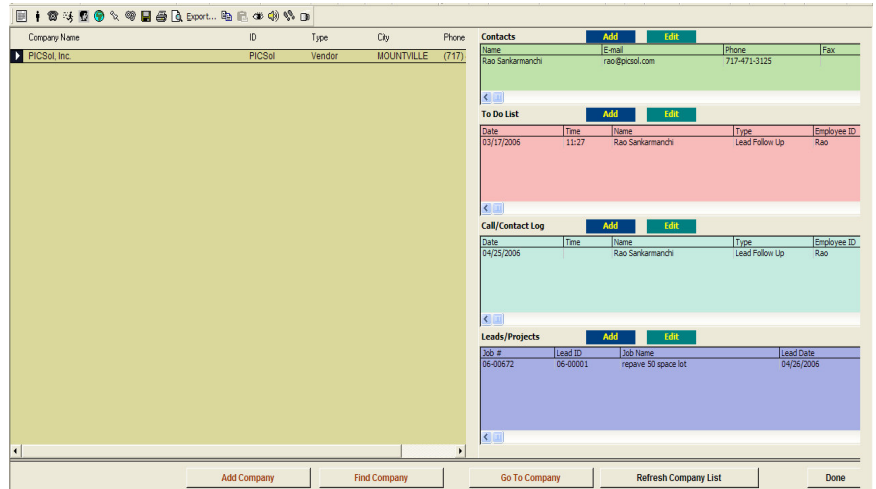 Export...
Company Name ID Type City Phone
PICSol, Inc. PICSol Vendor MOUNTVILLE (717)
Contacts Add Edit
Name E-mail Phone Fax
Rao Sankarmanchi rao@picsol.com 717-471-3125
To Do List Add Edit
Date Time Name Type Employee ID
03/17/2006 11:27 Rao Sankarmanchi Lead Follow Up Rao
Call/Contact Log Add Edit
Date Time Name Type Employee ID
04/25/2006 Rao Sankarmanchi Lead Follow Up Rao
Leads/Projects Add Edit
Job # Lead ID Job Name Lead Date
06-00672 06-00001 repave 50 space lot 04/26/2006
Add Company Find Company Go To Company Refresh Company List Done